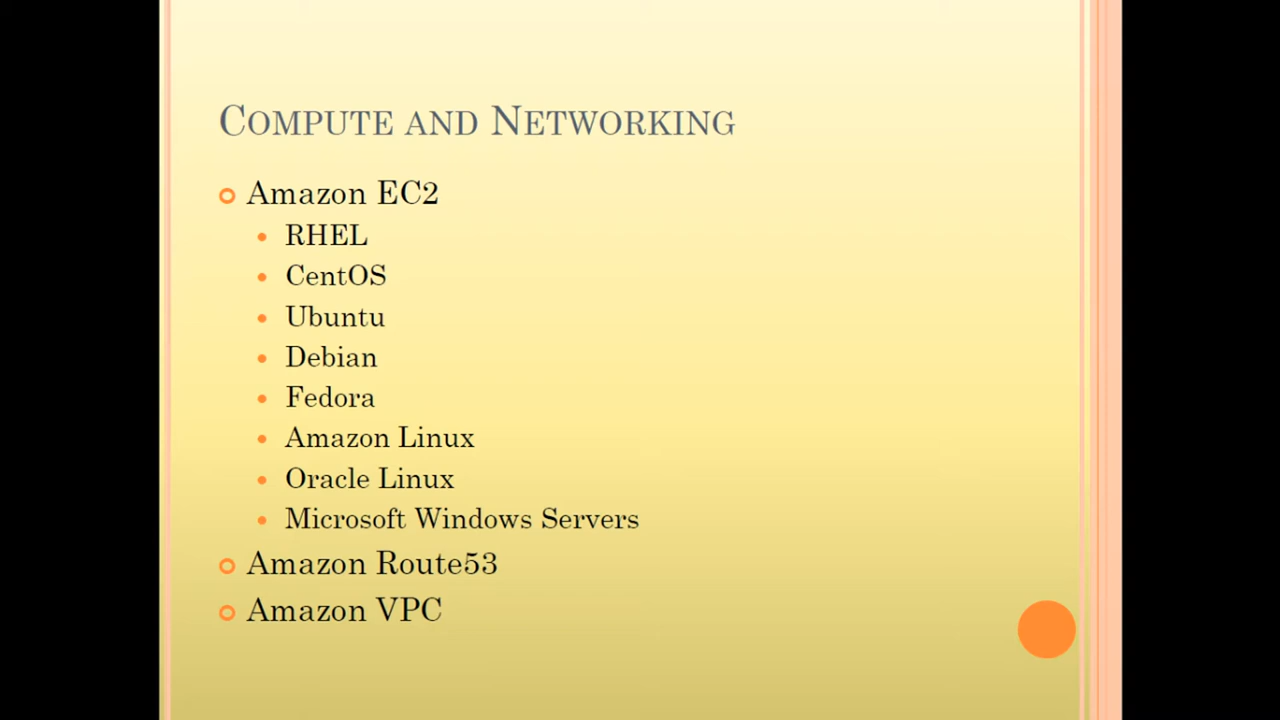 Compute and Networking
Amazon EC2
RHEL
CentOS
Ubuntu
Debian
Fedora
Amazon Linux
Oracle Linux
Microsoft Windows Servers
Amazon Route53
Amazon VPC